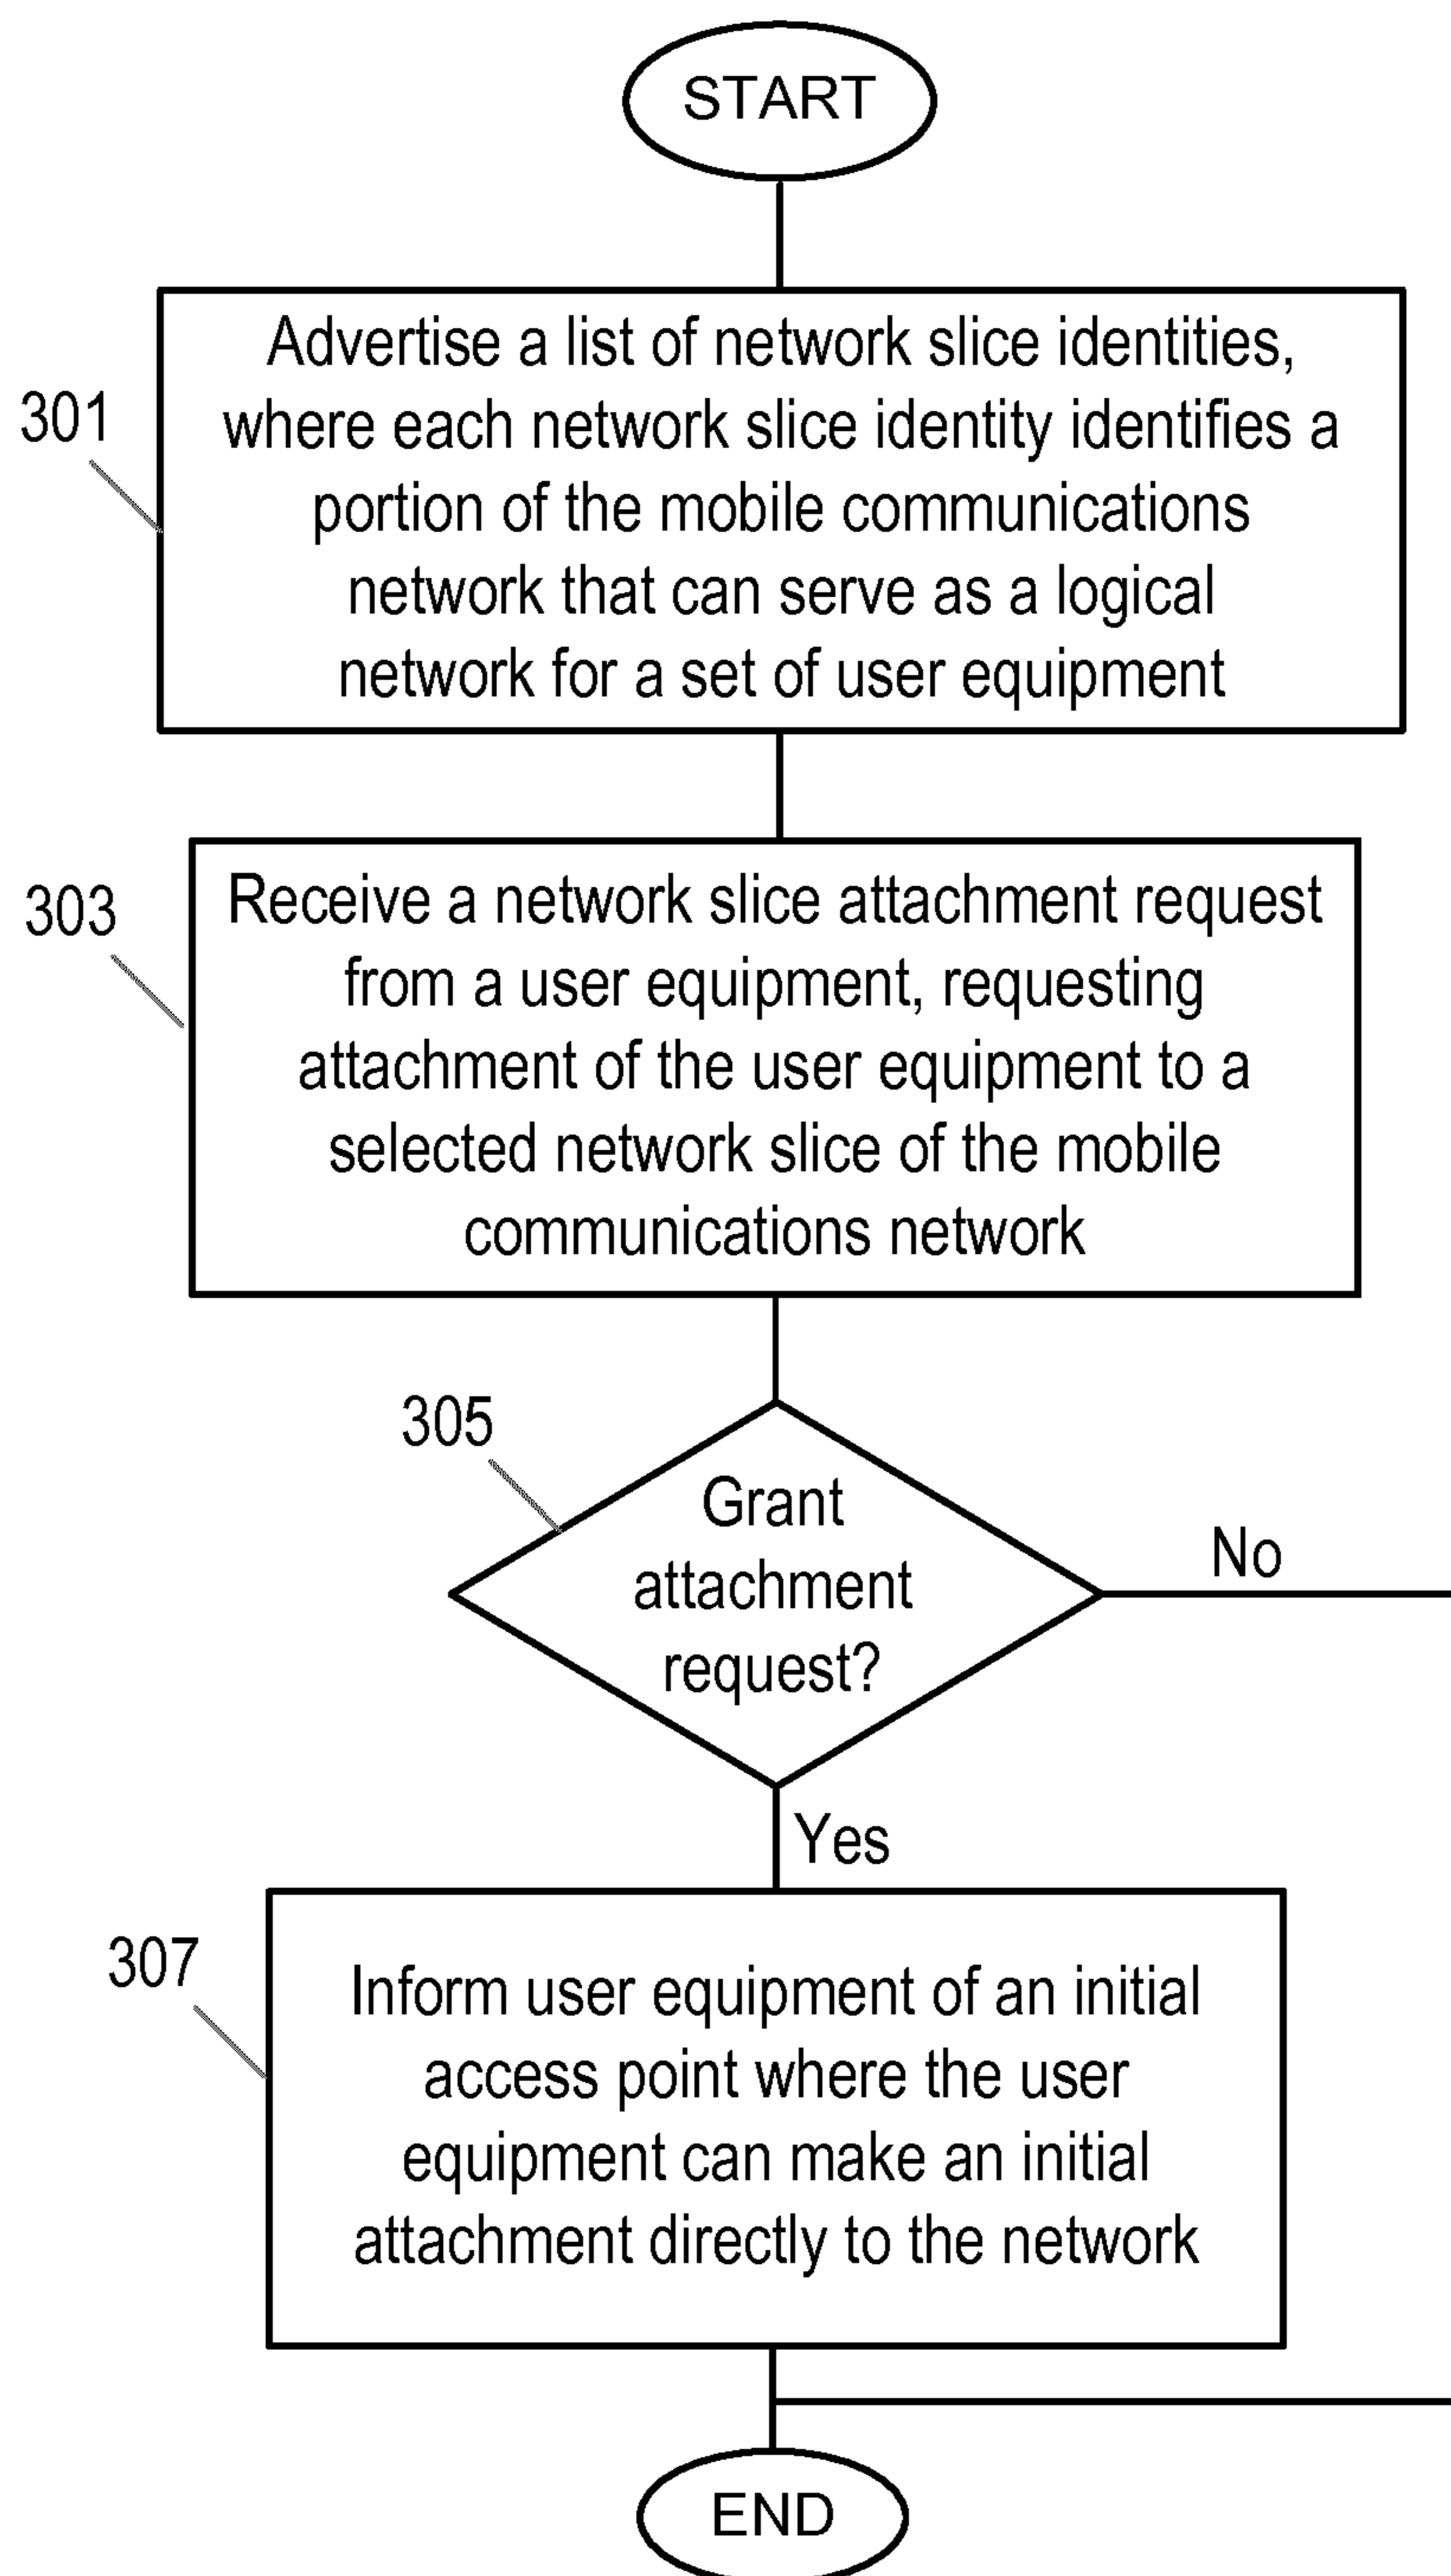 START
301
Advertise a list of network slice identities,
where each network slice identity identifies a
portion of the mobile communications
network that can serve as a logical
network for a set of user equipment
303
Receive a network slice attachment request
from a user equipment, requesting
attachment of the user equipment to a
selected network slice of the mobile
communications network
305
Grant
attachment
request?
No
Yes
307
Inform user equipment of an initial
access point where the user
equipment can make an initial
attachment directly to the network
END